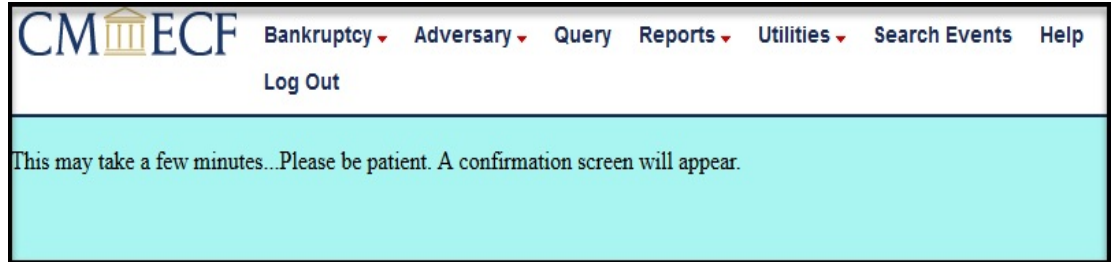 CM ECF Bankruptcy Adversary Query Reports Utilities Search Events Help
Log Out
This may take a few minutes...Please be patient. A confirmation screen will appear.